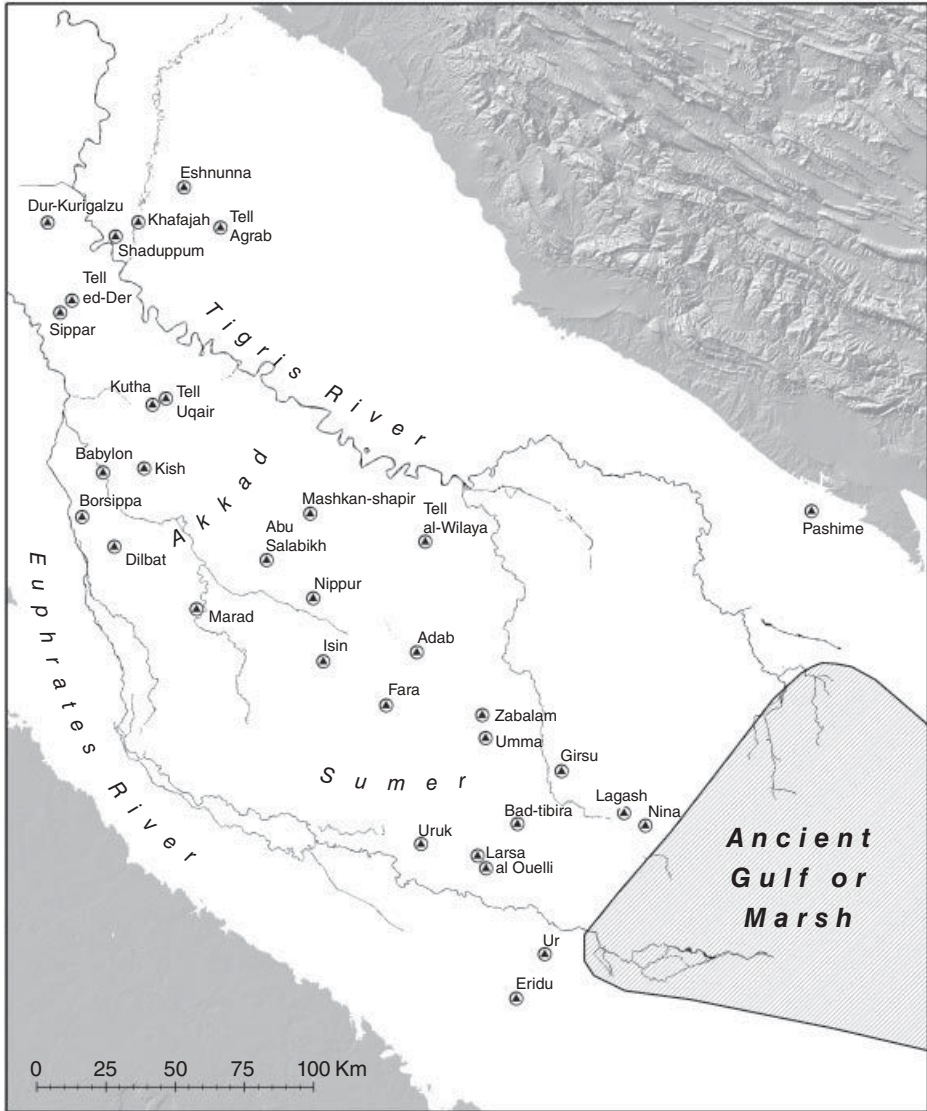 Eshnunna
Dur-Kurigalzu
Khafajah
Tell
Agrab
Shaduppum
Tell
ed-Der
Sippar
Tigris River
Kutha
Tell
Uqair
Babylon
Kish
Akkad
Borsippa
Mashkan-shapir
Tell
al-Wilaya
Pashime
Abu
Salabikh
Dilbat
Euphrates River
Nippur
Marad
Isin
Adab
Fara
Zabalam
Umma
Girsu
Sumer
Lagash
Nina
Bad-tibira
Uruk
Larsa
al Ouelli
Ancient
Gulf or
Marsh
Ur
Eridu
0 25 50 75 100 Km